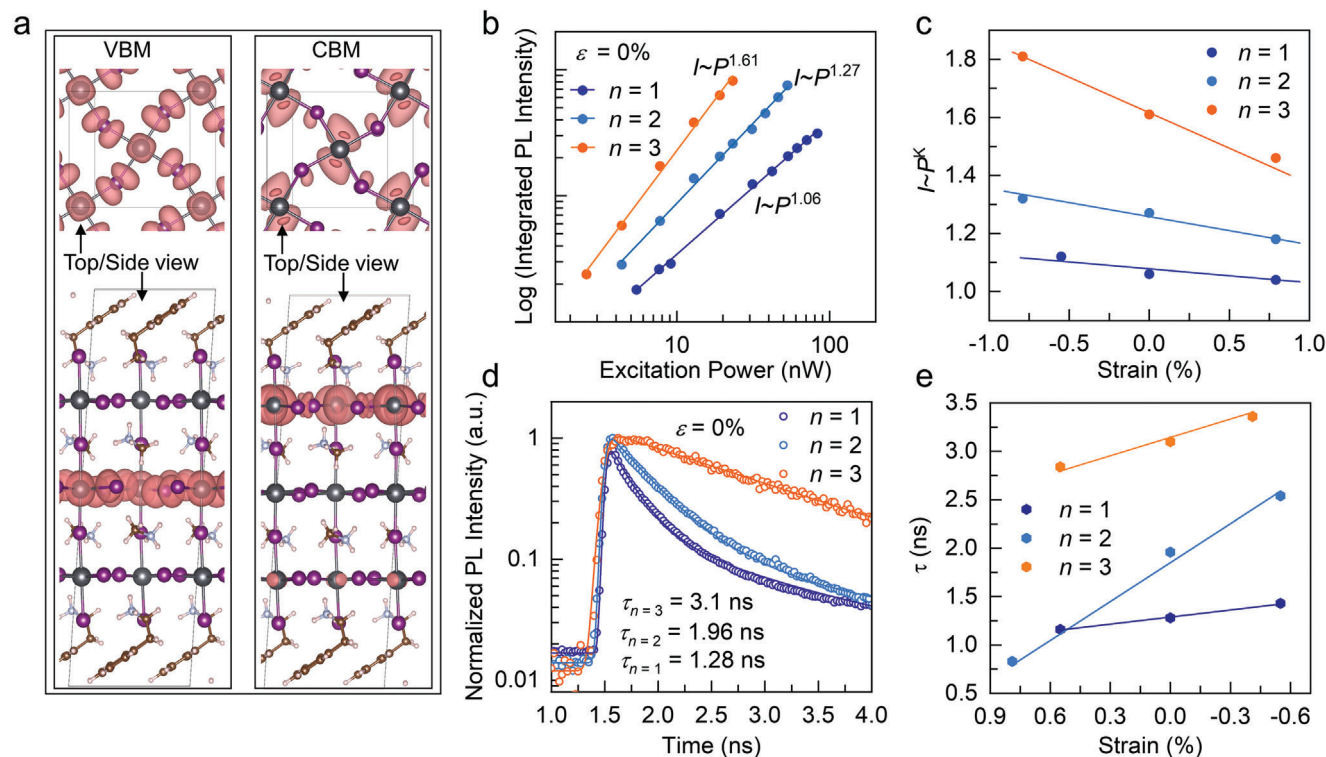 a
VBM
CBM
Top/Side view
Top/Side view
b
ε = 0%
n = 1
n = 2
n = 3
I~P^1.61
I~P^1.27
I~P^1.06
Log (Integrated PL Intensity)
10
100
Excitation Power (nW)
c
n = 1
n = 2
n = 3
I~P^K
1.8
1.6
1.4
1.2
1.0
-1.0
-0.5
0.0
0.5
1.0
Strain (%)
d
ε = 0%
n = 1
n = 2
n = 3
Normalized PL Intensity (a.u.)
1
0.1
0.01
τn = 3 = 3.1 ns
τn = 2 = 1.96 ns
τn = 1 = 1.28 ns
1.0
1.5
2.0
2.5
3.0
3.5
4.0
Time (ns)
e
n = 1
n = 2
n = 3
τ (ns)
3.5
3.0
2.5
2.0
1.5
1.0
0.5
0.9
0.6
0.3
0.0
-0.3
-0.6
Strain (%)